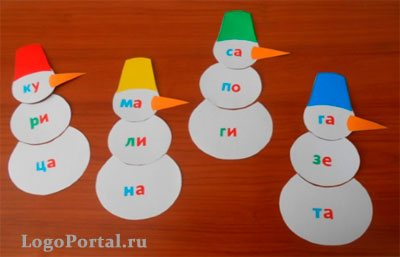 ку
ри
ца
ма
ли
на
са
по
ги
га
зе
та
LogoPortal.ru